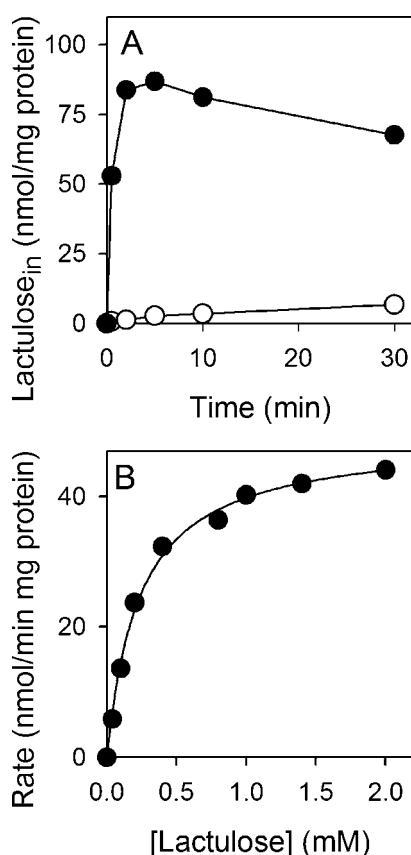 A
100
75
50
25
0
Lactulose_in (nmol/mg protein)
0 10 20 30
Time (min)
B
40
20
0
Rate (nmol/min mg protein)
0.0 0.5 1.0 1.5 2.0
[Lactulose] (mM)